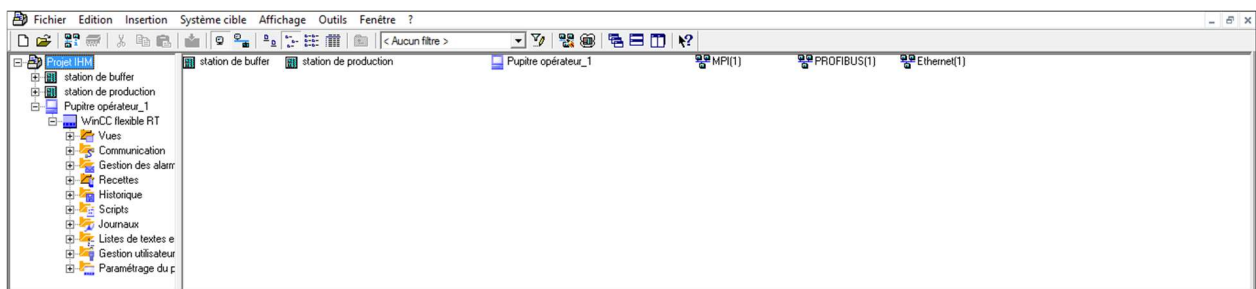 Fichier Edition Insertion Système cible Affichage Outils Fenêtre ?
< Aucun filtre >
Projet IHM
station de buffer
station de production
Pupitre opérateur_1
WinCC flexible RT
Vues
Communication
Gestion des alarm
Recettes
Historique
Scripts
Journaux
Listes de textes e
Gestion utilisateur
Paramétrage du p
station de buffer station de production Pupitre opérateur_1 MPI(1) PROFIBUS(1) Ethernet(1)